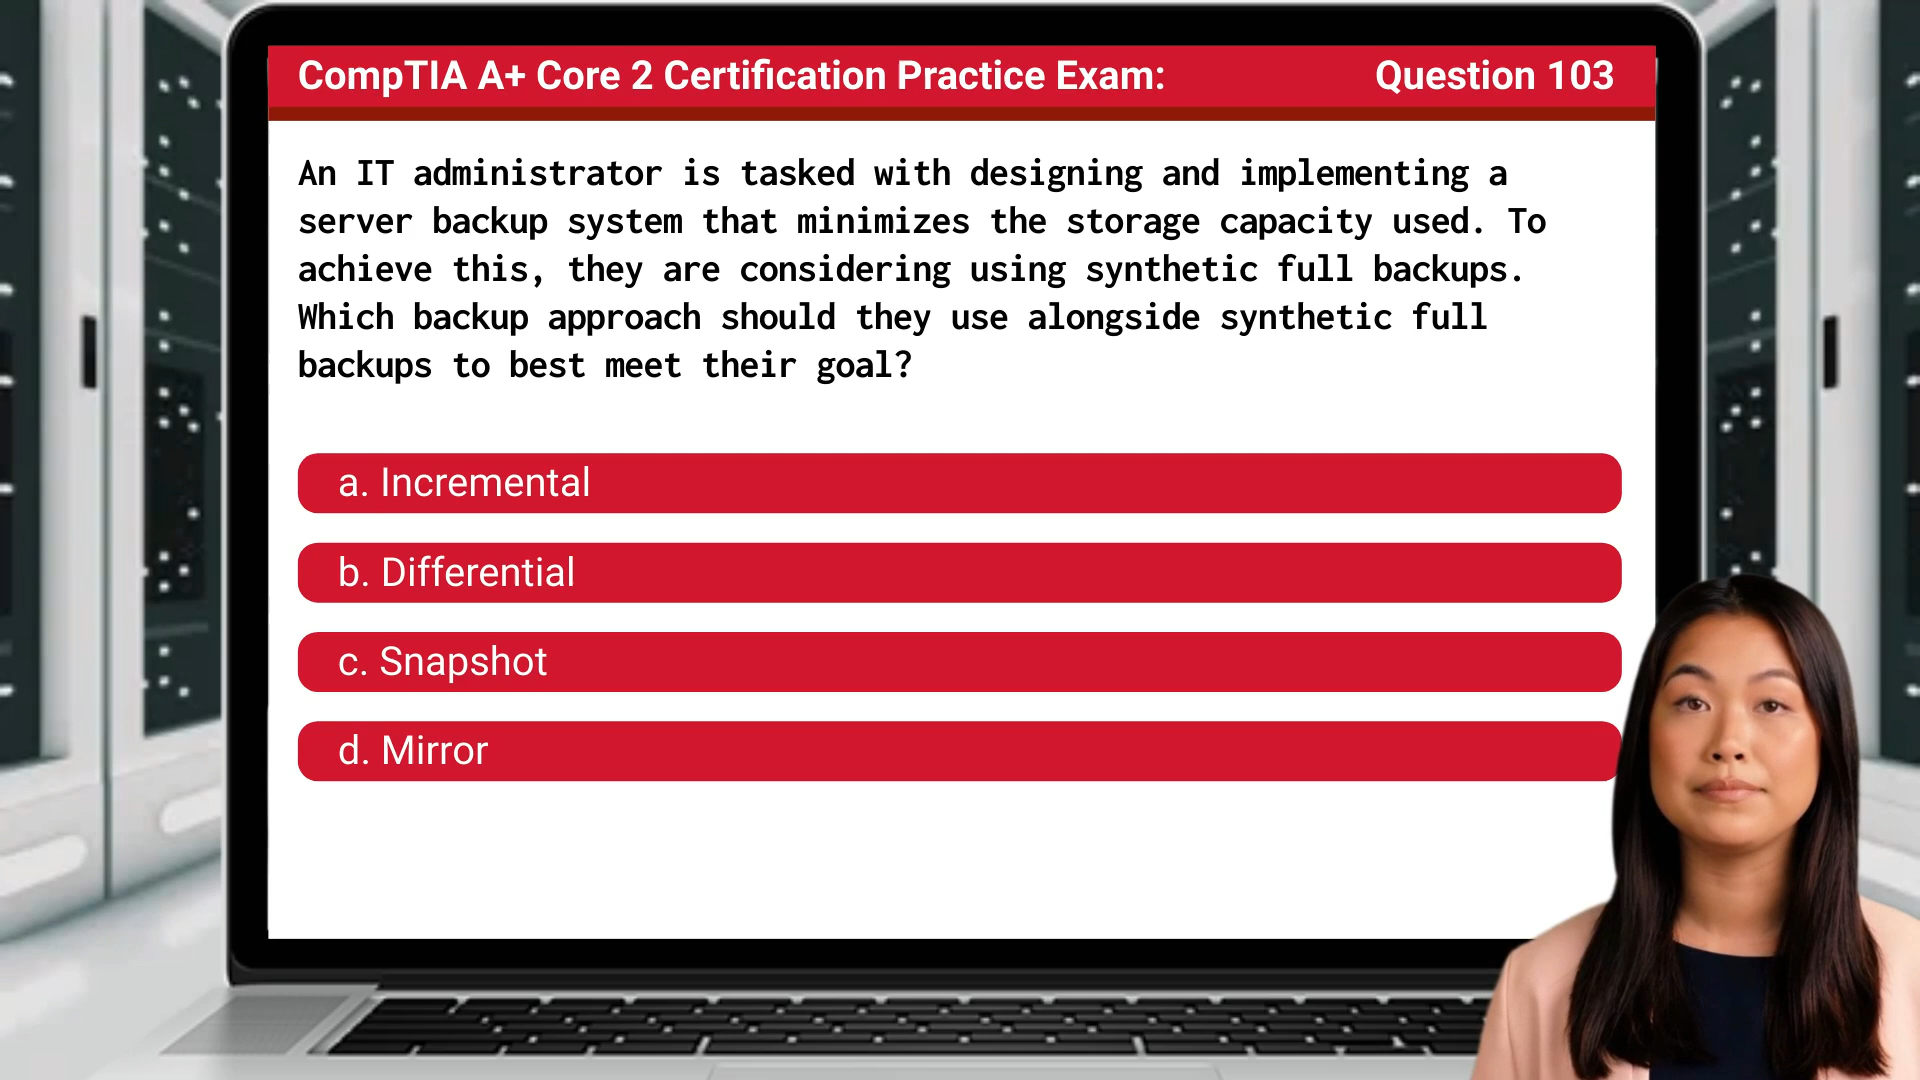 CompTIA A+ Core 2 Certification Practice Exam: Question 103
An IT administrator is tasked with designing and implementing a
server backup system that minimizes the storage capacity used. To
achieve this, they are considering using synthetic full backups.
Which backup approach should they use alongside synthetic full
backups to best meet their goal?
a. Incremental
b. Differential
c. Snapshot
d. Mirror